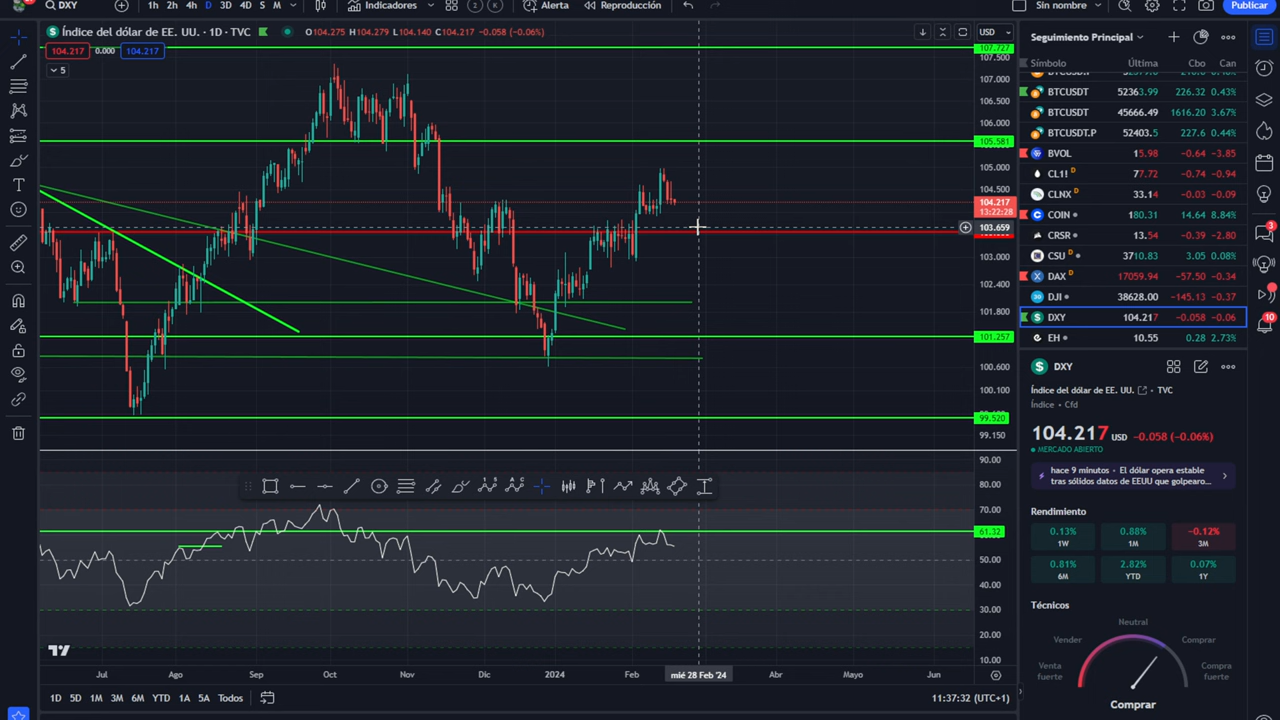 DXY
1h 2h 4h D 3D 4D S M
Indicadores
2 K
Alerta
Reproducción
Sin nombre
Publicar
Índice del dólar de EE. UU. · 1D · TVC
O104.275 H104.279 L104.140 C104.217 -0.058 (-0.06%)
104.217 0.000 104.217
5
USD
107.727
107.500
107.000
106.500
106.000
105.581
105.000
104.500
104.217
13:22:28
103.659
103.000
102.400
101.800
101.257
100.600
100.100
99.520
99.150
90.00
80.00
70.00
61.32
50.00
40.00
30.00
20.00
10.00
Jul Ago Sep Oct Nov Dic 2024 Feb mié 28 Feb '24 Abr Mayo Jun
1D 5D 1M 3M 6M YTD 1A 5A Todos
11:37:32 (UTC+1)
Seguimiento Principal
Símbolo Última Cbo Can
BTCUSDT 52363.99 226.32 0.43%
BTCUSDT 45666.49 1616.20 3.67%
BTCUSDT.P 52403.5 227.6 0.44%
BVOL 15.98 -0.64 -3.85
CL1! D 77.72 -0.74 -0.94
CLNX D 33.14 -0.03 -0.09
COIN 180.31 14.64 8.84%
CRSR 13.54 -0.39 -2.80
CSU D 3710.83 3.05 0.08%
DAX D 17059.94 -57.50 -0.34
DJI 38628.00 -145.13 -0.37
DXY 104.217 -0.058 -0.06
EH 10.55 0.28 2.73%
DXY
Índice del dólar de EE. UU. · TVC
Índice · Cfd
104.217 USD -0.058 (-0.06%)
MERCADO ABIERTO
hace 9 minutos · El dólar opera estable
tras sólidos datos de EEUU que golpearo...
Rendimiento
0.13% 0.88% -0.12%
1W 1M 3M
0.81% 2.82% 0.07%
6M YTD 1Y
Técnicos
Neutral
Vender Comprar
Venta fuerte Compra fuerte
Comprar
3
10